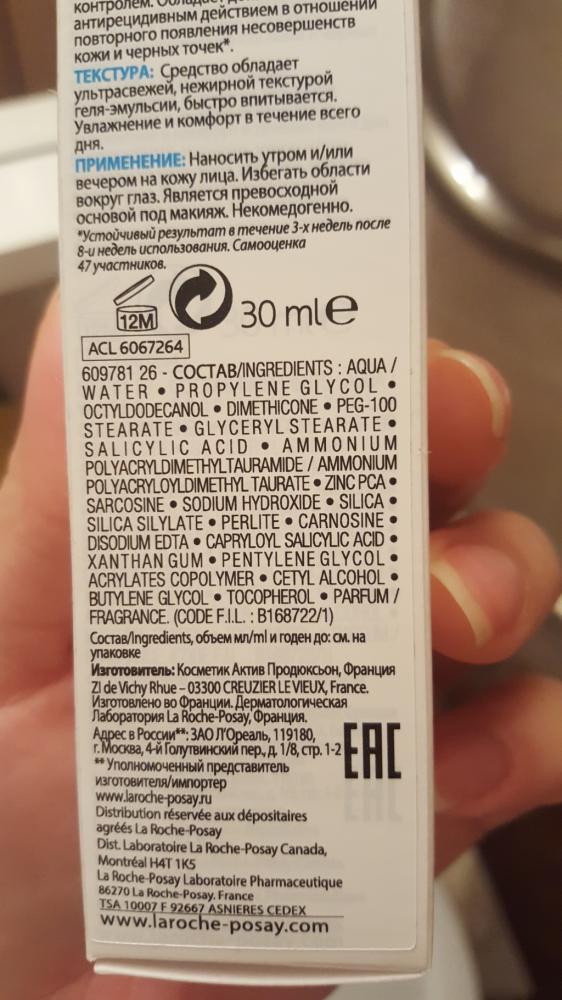 контролем. Обладает
антирецидивным действием в отношении
повторного появления несовершенств
кожи и черных точек*.
ТЕКСТУРА: Средство обладает
ультрасвежей, нежирной текстурой
геля-эмульсии, быстро впитывается.
Увлажнение и комфорт в течение всего
дня.
ПРИМЕНЕНИЕ: Наносить утром и/или
вечером на кожу лица. Избегать области
вокруг глаз. Является превосходной
основой под макияж. Некомедогенно.
*Устойчивый результат в течение 3-х недель после
8-и недель использования. Самооценка
47 участников.
12M
30 ml e
ACL 6067264
609781 26 - СОСТАВ/INGREDIENTS : AQUA /
WATER • PROPYLENE GLYCOL •
OCTYLDODECANOL • DIMETHICONE • PEG-100
STEARATE • GLYCERYL STEARATE •
SALICYLIC ACID • AMMONIUM
POLYACRYLDIMETHYLTAURAMIDE / AMMONIUM
POLYACRYLOYLDIMETHYL TAURATE • ZINC PCA •
SARCOSINE • SODIUM HYDROXIDE • SILICA •
SILICA SILYLATE • PERLITE • CARNOSINE •
DISODIUM EDTA • CAPRYLOYL SALICYLIC ACID •
XANTHAN GUM • PENTYLENE GLYCOL •
ACRYLATES COPOLYMER • CETYL ALCOHOL •
BUTYLENE GLYCOL • TOCOPHEROL • PARFUM /
FRAGRANCE. (CODE F.I.L. : B168722/1)
Состав/Ingredients, объем мл/ml и годен до: см. на
упаковке
Изготовитель: Косметик Актив Продюксьон, Франция
ZI de Vichy Rhue – 03300 CREUZIER LE VIEUX, France.
Изготовлено во Франции. Дерматологическая
Лаборатория La Roche-Posay, Франция.
Адрес в России**: ЗАО Л'Ореаль, 119180,
г. Москва, 4-й Голутвинский пер., д. 1/8, стр. 1-2
EAC
** Уполномоченный представитель
изготовителя/импортер
www.laroche-posay.ru
Distribution réservée aux dépositaires
agréés La Roche-Posay
Dist. Laboratoire La Roche-Posay Canada,
Montréal H4T 1K5
La Roche-Posay Laboratoire Pharmaceutique
86270 La Roche-Posay. France
TSA 10007 F 92667 ASNIERES CEDEX
www.laroche-posay.com